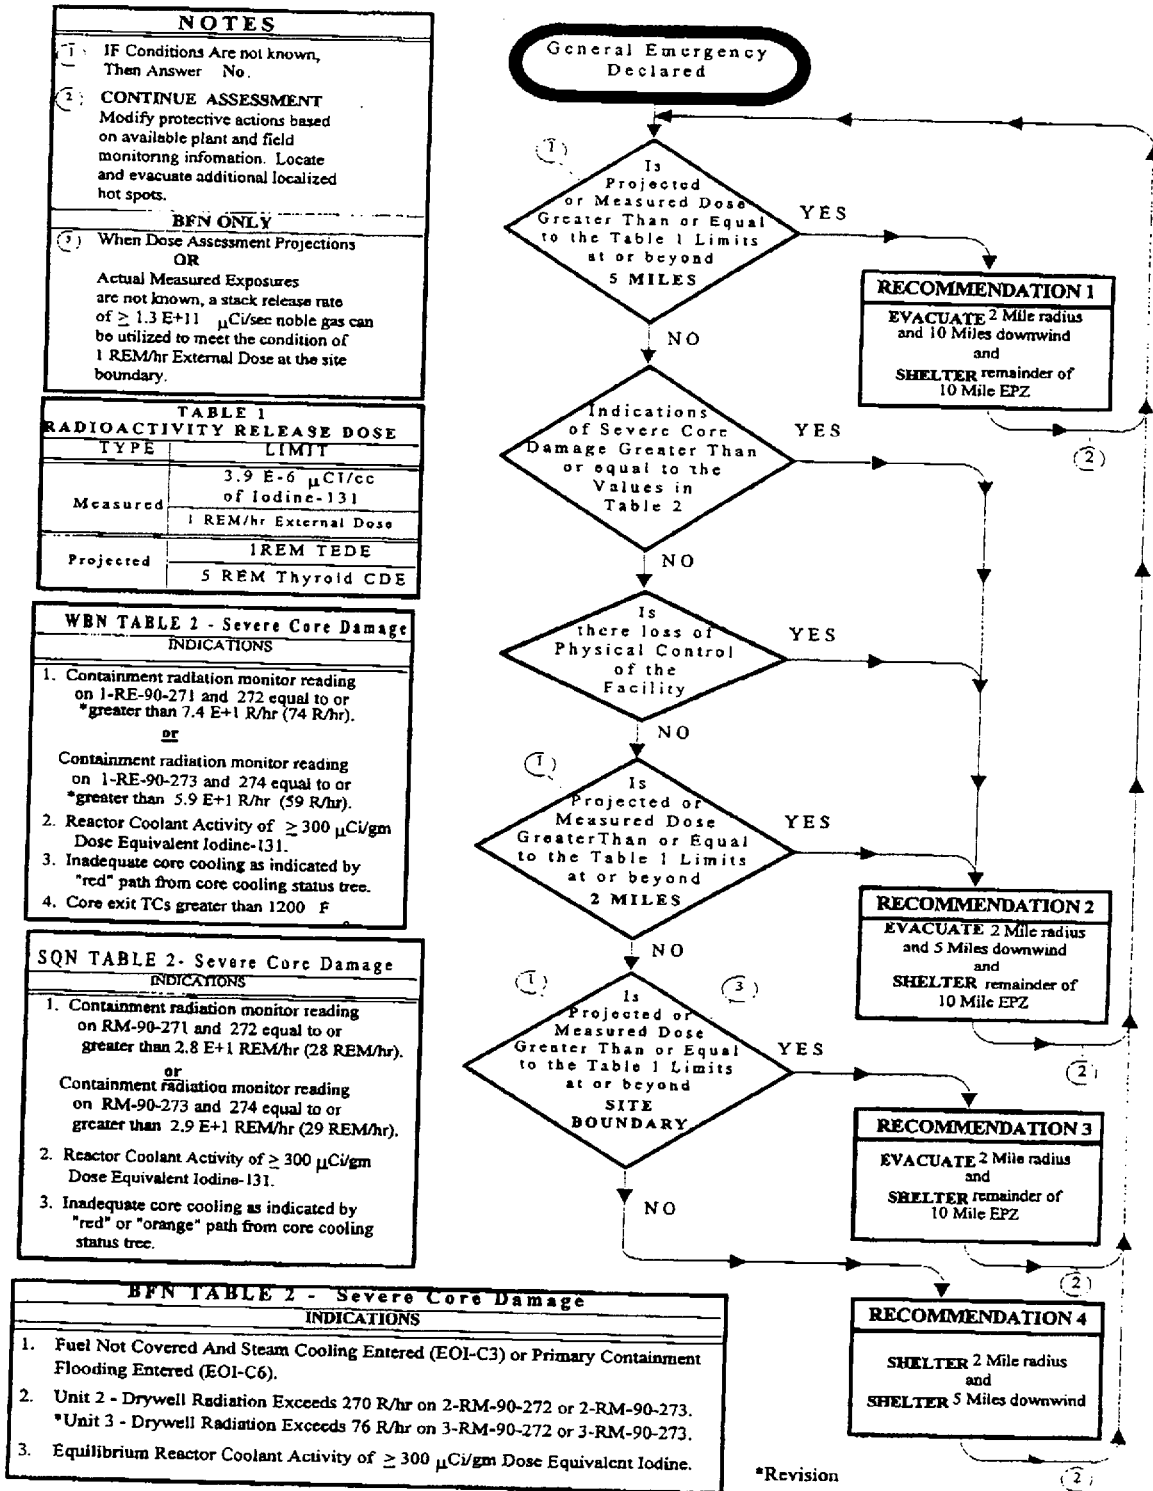 NOTES
1 IF Conditions Are not known,
Then Answer No.
2 CONTINUE ASSESSMENT
Modify protective actions based
on available plant and field
monitoring infomation. Locate
and evacuate additional localized
hot spots.
BFN ONLY
3 When Dose Assessment Projections
OR
Actual Measured Exposures
are not known, a stack release rate
of ≥ 1.3 E+11 μCi/sec noble gas can
be utilized to meet the condition of
1 REM/hr External Dose at the site
boundary.
TABLE 1
RADIOACTIVITY RELEASE DOSE
TYPE LIMIT
Measured
3.9 E-6 μCI/cc
of Iodine-131
1 REM/hr External Dose
Projected
1REM TEDE
5 REM Thyroid CDE
WBN TABLE 2 - Severe Core Damage
INDICATIONS
1. Containment radiation monitor reading
on 1-RE-90-271 and 272 equal to or
*greater than 7.4 E+1 R/hr (74 R/hr).
or
Containment radiation monitor reading
on 1-RE-90-273 and 274 equal to or
*greater than 5.9 E+1 R/hr (59 R/hr).
2. Reactor Coolant Activity of ≥ 300 μCi/gm
Dose Equivalent Iodine-131.
3. Inadequate core cooling as indicated by
"red" path from core cooling status tree.
4. Core exit TCs greater than 1200 F
SQN TABLE 2- Severe Core Damage
INDICATIONS
1. Containment radiation monitor reading
on RM-90-271 and 272 equal to or
greater than 2.8 E+1 REM/hr (28 REM/hr).
or
Containment radiation monitor reading
on RM-90-273 and 274 equal to or
greater than 2.9 E+1 REM/hr (29 REM/hr).
2. Reactor Coolant Activity of ≥ 300 μCi/gm
Dose Equivalent Iodine-131.
3. Inadequate core cooling as indicated by
"red" or "orange" path from core cooling
status tree.
BFN TABLE 2 - Severe Core Damage
INDICATIONS
1. Fuel Not Covered And Steam Cooling Entered (EOI-C3) or Primary Containment
Flooding Entered (EOI-C6).
2. Unit 2 - Drywell Radiation Exceeds 270 R/hr on 2-RM-90-272 or 2-RM-90-273.
*Unit 3 - Drywell Radiation Exceeds 76 R/hr on 3-RM-90-272 or 3-RM-90-273.
3. Equilibrium Reactor Coolant Activity of ≥ 300 μCi/gm Dose Equivalent Iodine.
General Emergency
Declared
1
Is
Projected
or Measured Dose
Greater Than or Equal
to the Table 1 Limits
at or beyond
5 MILES
YES
NO
RECOMMENDATION 1
EVACUATE 2 Mile radius
and 10 Miles downwind
and
SHELTER remainder of
10 Mile EPZ
2
Indications
of Severe Core
Damage Greater Than
or equal to the
Values in
Table 2
YES
NO
Is
there loss of
Physical Control
of the
Facility
YES
NO
1
Is
Projected or
Measured Dose
GreaterThan or Equal
to the Table 1 Limits
at or beyond
2 MILES
YES
NO
RECOMMENDATION 2
EVACUATE 2 Mile radius
and 5 Miles downwind
and
SHELTER remainder of
10 Mile EPZ
2
1
3
Is
Projected or
Measured Dose
Greater Than or Equal
to the Table 1 Limits
at or beyond
SITE
BOUNDARY
YES
NO
RECOMMENDATION 3
EVACUATE 2 Mile radius
and
SHELTER remainder of
10 Mile EPZ
2
RECOMMENDATION 4
SHELTER 2 Mile radius
and
SHELTER 5 Miles downwind
2
*Revision